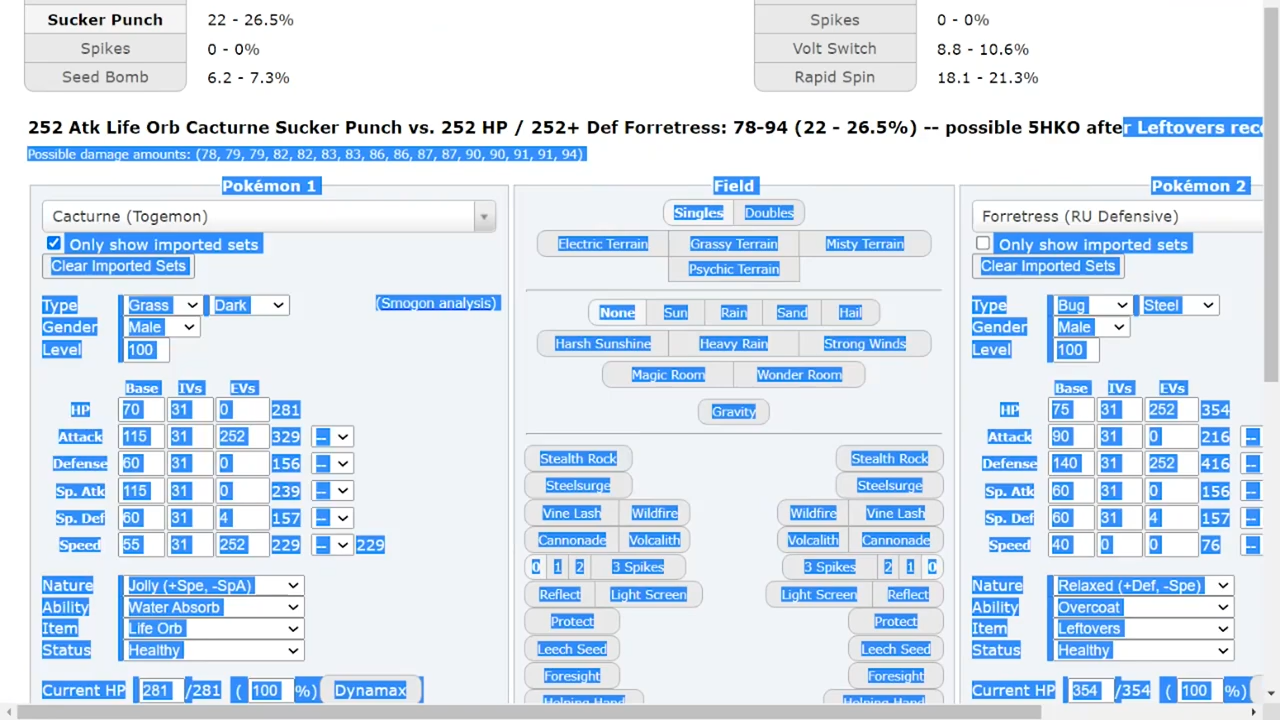 Sucker Punch 22 - 26.5% Spikes 0 - 0%
Spikes 0 - 0% Volt Switch 8.8 - 10.6%
Seed Bomb 6.2 - 7.3% Rapid Spin 18.1 - 21.3%
252 Atk Life Orb Cacturne Sucker Punch vs. 252 HP / 252+ Def Forretress: 78-94 (22 - 26.5%) -- possible 5HKO after Leftovers reco
Possible damage amounts: (78, 79, 79, 82, 82, 83, 83, 86, 86, 87, 87, 90, 90, 91, 91, 94)
Pokémon 1 Field Pokémon 2
Cacturne (Togemon) Singles Doubles Forretress (RU Defensive)
Only show imported sets Electric Terrain Grassy Terrain Misty Terrain Only show imported sets
Clear Imported Sets Psychic Terrain Clear Imported Sets
Type Grass Dark (Smogon analysis) None Sun Rain Sand Hail Type Bug Steel
Gender Male Gender Male
Level 100 Harsh Sunshine Heavy Rain Strong Winds Level 100
Magic Room Wonder Room
Base IVs EVs Base IVs EVs
HP 70 31 0 281 Gravity HP 75 31 252 354
Attack 115 31 252 329 -- Attack 90 31 0 216 --
Defense 60 31 0 156 -- Stealth Rock Stealth Rock Defense 140 31 252 416 --
Sp. Atk 115 31 0 239 -- Steelsurge Steelsurge Sp. Atk 60 31 0 156 --
Sp. Def 60 31 4 157 -- Vine Lash Wildfire Wildfire Vine Lash Sp. Def 60 31 4 157 --
Speed 55 31 252 229 -- 229 Cannonade Volcalith Volcalith Cannonade Speed 40 0 0 76 --
0 1 2 3 Spikes 3 Spikes 2 1 0
Nature Jolly (+Spe, -SpA) Reflect Light Screen Light Screen Reflect Nature Relaxed (+Def, -Spe)
Ability Water Absorb Protect Protect Ability Overcoat
Item Life Orb Item Leftovers
Status Healthy Leech Seed Leech Seed Status Healthy
Foresight Foresight
Current HP 281 /281 ( 100 %) Dynamax Helping Hand Helping Hand Current HP 354 /354 ( 100 %)